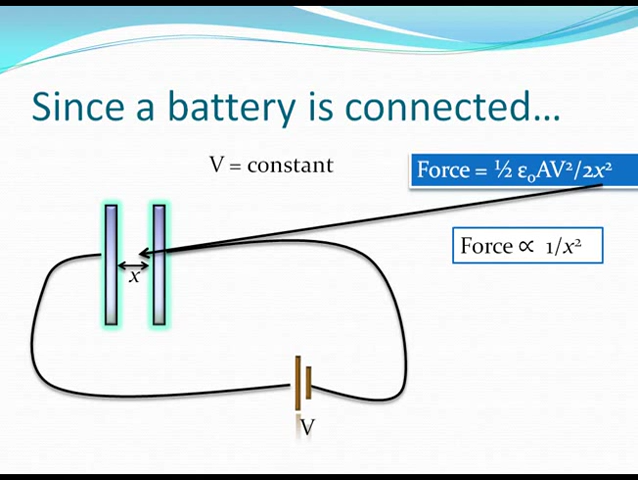 Since a battery is connected…
V = constant
Force = ½ ε₀AV²/2x²
Force ∝ 1/x²
x
V